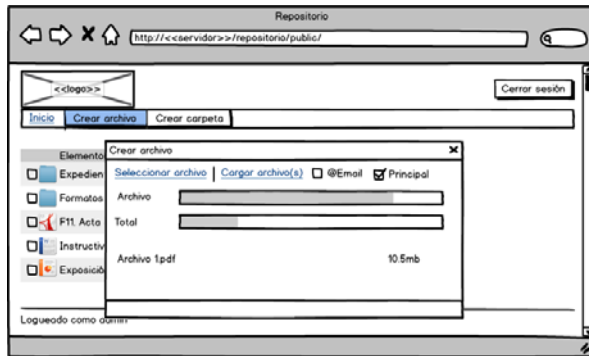 Repositorio
http://<<servidor>>/repositorio/public/
<<logo>>
Cerrar sesión
Inicio Crear archivo Crear carpeta
Crear archivo
Elemento
Seleccionar archivo Cargar archivo(s) @Email Principal
Expedien
Archivo
Formatos
F11. Acta
Total
Instructiv
Archivo 1.pdf 10.5mb
Exposició
Logueado como admin